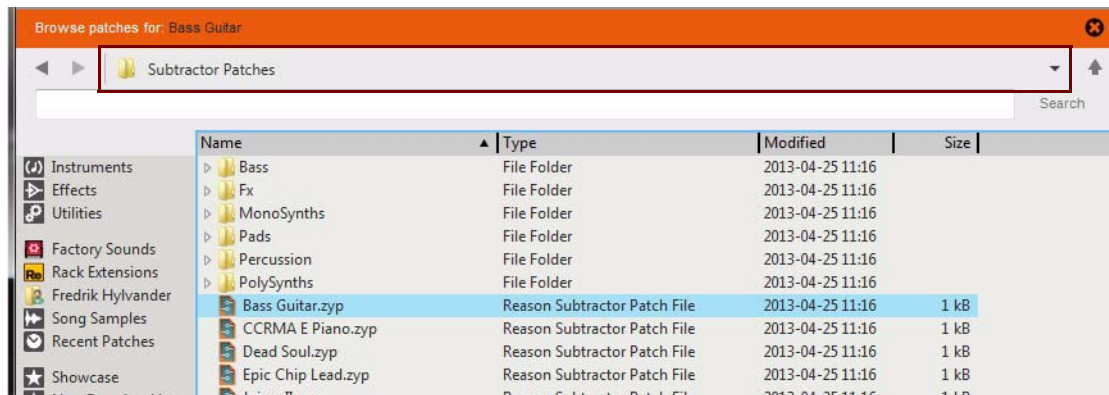 Browse patches for: Bass Guitar
Subtractor Patches
Search
Name Type Modified Size
Instruments
Effects
Utilities
Factory Sounds
Re Rack Extensions
Fredrik Hylvander
Song Samples
Recent Patches
Showcase
Bass File Folder 2013-04-25 11:16
Fx File Folder 2013-04-25 11:16
MonoSynths File Folder 2013-04-25 11:16
Pads File Folder 2013-04-25 11:16
Percussion File Folder 2013-04-25 11:16
PolySynths File Folder 2013-04-25 11:16
Bass Guitar.zyp Reason Subtractor Patch File 2013-04-25 11:16 1 kB
CCRMA E Piano.zyp Reason Subtractor Patch File 2013-04-25 11:16 1 kB
Dead Soul.zyp Reason Subtractor Patch File 2013-04-25 11:16 1 kB
Epic Chip Lead.zyp Reason Subtractor Patch File 2013-04-25 11:16 1 kB